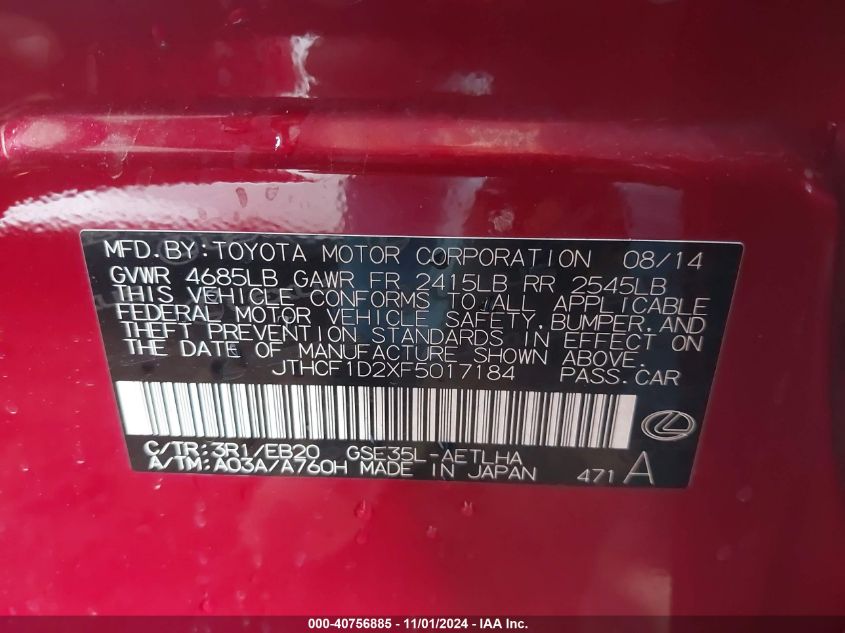 MFD.BY:TOYOTA MOTOR CORPORATION 08/14
GVWR 4685LB GAWR FR 2415LB RR 2545LB
THIS VEHICLE CONFORMS TO ALL APPLICABLE
FEDERAL MOTOR VEHICLE SAFETY,BUMPER,AND
THEFT PREVENTION STANDARDS IN EFFECT ON
THE DATE OF MANUFACTURE SHOWN ABOVE.
JTHCF1D2XF5017184 PASS.CAR
C/TR:3R1/EB20 GSE35L-AETLHA
A/TM:A03A/A760H MADE IN JAPAN 471 A
000-40756885 - 11/01/2024 - IAA Inc.